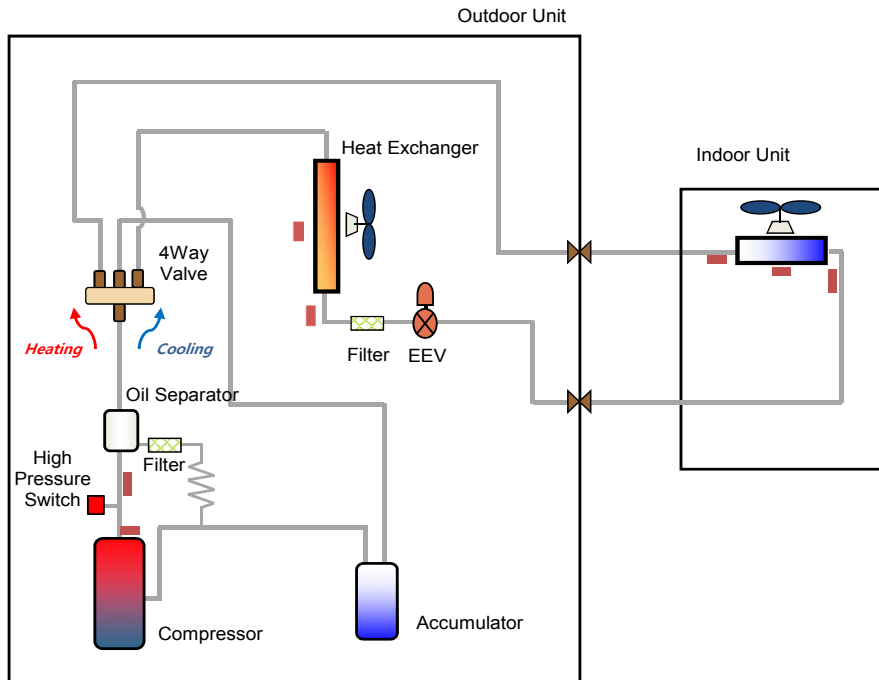 Outdoor Unit
Heat Exchanger
Indoor Unit
4Way
Valve
Heating
Cooling
Filter
EEV
Oil Separator
High
Pressure
Switch
Filter
Compressor
Accumulator